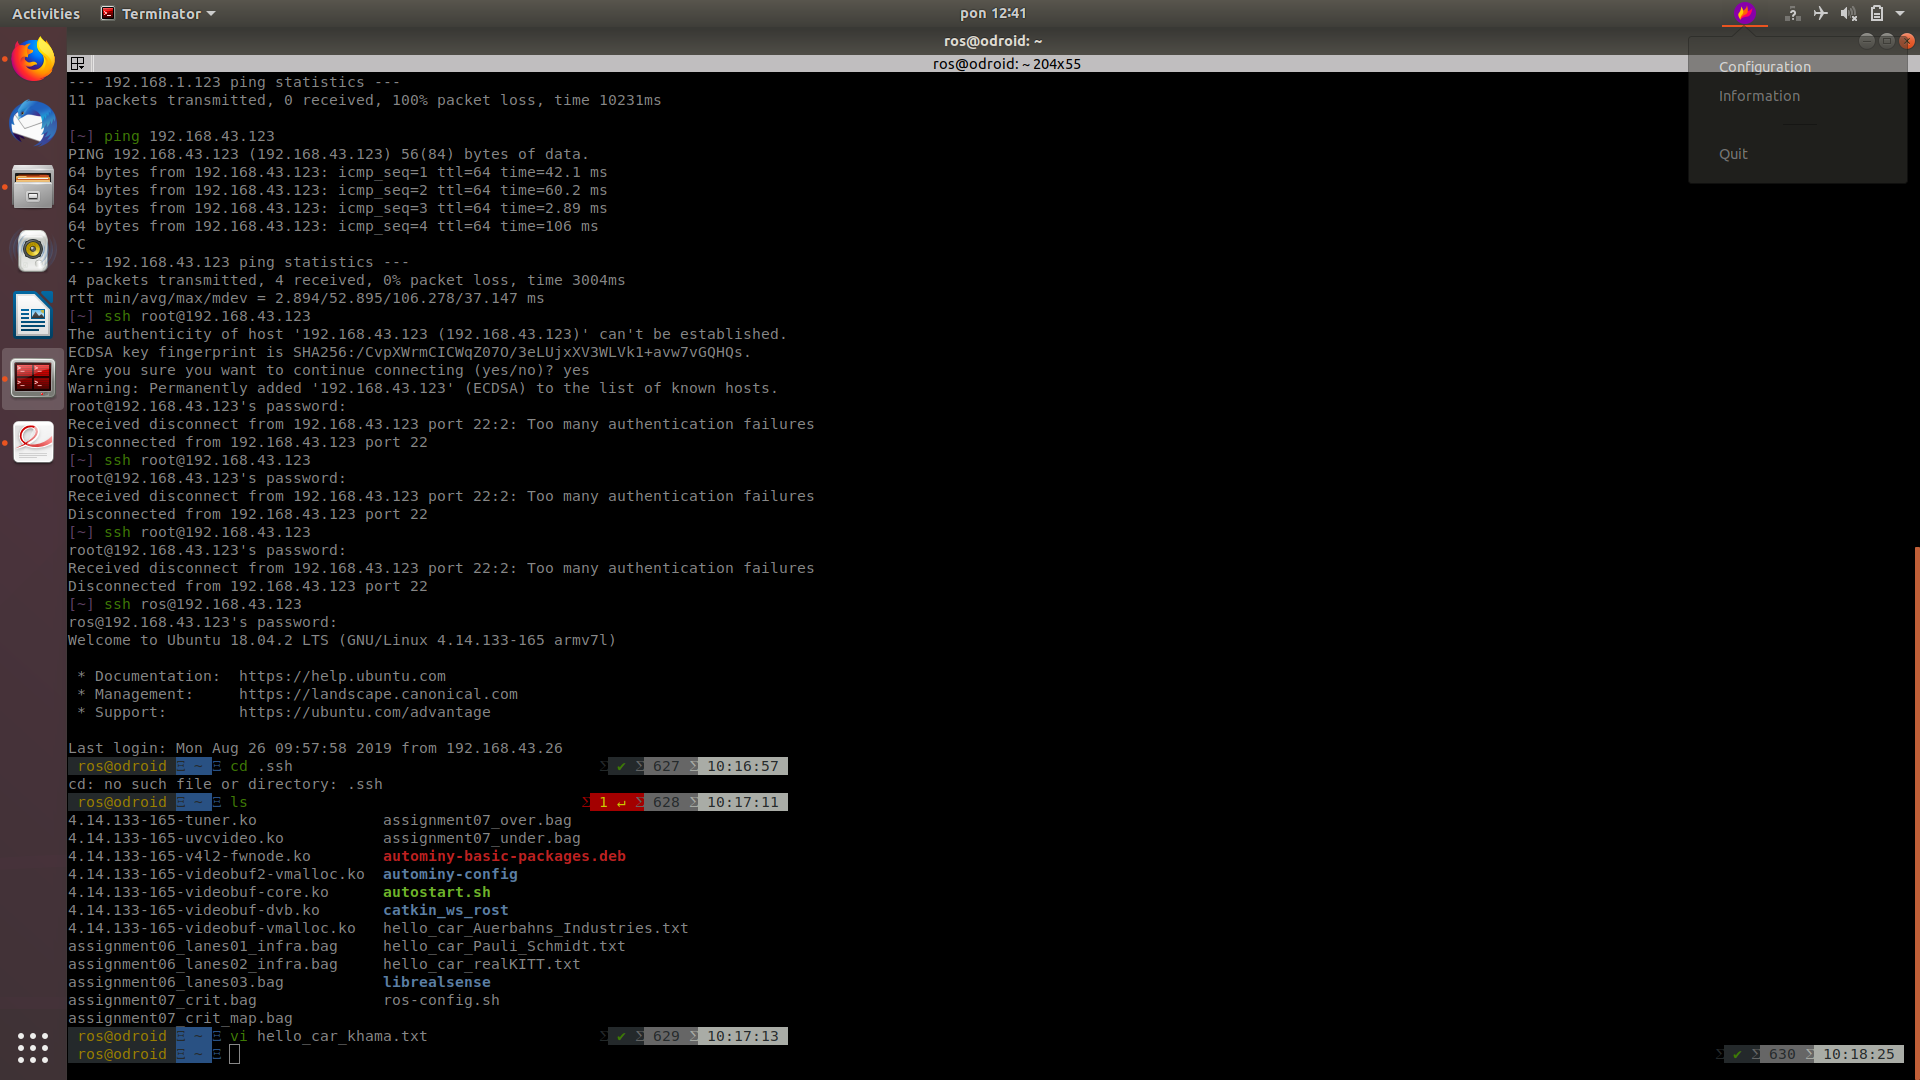 Activities Terminator pon 12:41
ros@odroid: ~
ros@odroid: ~ 204x55
Configuration
Information
Quit
--- 192.168.1.123 ping statistics ---
11 packets transmitted, 0 received, 100% packet loss, time 10231ms
[~] ping 192.168.43.123
PING 192.168.43.123 (192.168.43.123) 56(84) bytes of data.
64 bytes from 192.168.43.123: icmp_seq=1 ttl=64 time=42.1 ms
64 bytes from 192.168.43.123: icmp_seq=2 ttl=64 time=60.2 ms
64 bytes from 192.168.43.123: icmp_seq=3 ttl=64 time=2.89 ms
64 bytes from 192.168.43.123: icmp_seq=4 ttl=64 time=106 ms
^C
--- 192.168.43.123 ping statistics ---
4 packets transmitted, 4 received, 0% packet loss, time 3004ms
rtt min/avg/max/mdev = 2.894/52.895/106.278/37.147 ms
[~] ssh root@192.168.43.123
The authenticity of host '192.168.43.123 (192.168.43.123)' can't be established.
ECDSA key fingerprint is SHA256:/CvpXWrmCICWqZ07O/3eLUjxXV3WLVk1+avw7vGQHQs.
Are you sure you want to continue connecting (yes/no)? yes
Warning: Permanently added '192.168.43.123' (ECDSA) to the list of known hosts.
root@192.168.43.123's password:
Received disconnect from 192.168.43.123 port 22:2: Too many authentication failures
Disconnected from 192.168.43.123 port 22
[~] ssh root@192.168.43.123
root@192.168.43.123's password:
Received disconnect from 192.168.43.123 port 22:2: Too many authentication failures
Disconnected from 192.168.43.123 port 22
[~] ssh root@192.168.43.123
root@192.168.43.123's password:
Received disconnect from 192.168.43.123 port 22:2: Too many authentication failures
Disconnected from 192.168.43.123 port 22
[~] ssh ros@192.168.43.123
ros@192.168.43.123's password:
Welcome to Ubuntu 18.04.2 LTS (GNU/Linux 4.14.133-165 armv7l)
* Documentation: https://help.ubuntu.com
* Management: https://landscape.canonical.com
* Support: https://ubuntu.com/advantage
Last login: Mon Aug 26 09:57:58 2019 from 192.168.43.26
ros@odroid Ξ ~ Ξ cd .ssh Σ ✔ Σ 627 Σ 10:16:57
cd: no such file or directory: .ssh
ros@odroid Ξ ~ Ξ ls Σ 1 ↵ Σ 628 Σ 10:17:11
4.14.133-165-tuner.ko assignment07_over.bag
4.14.133-165-uvcvideo.ko assignment07_under.bag
4.14.133-165-v4l2-fwnode.ko autominy-basic-packages.deb
4.14.133-165-videobuf2-vmalloc.ko autominy-config
4.14.133-165-videobuf-core.ko autostart.sh
4.14.133-165-videobuf-dvb.ko catkin_ws_rost
4.14.133-165-videobuf-vmalloc.ko hello_car_Auerbahns_Industries.txt
assignment06_lanes01_infra.bag hello_car_Pauli_Schmidt.txt
assignment06_lanes02_infra.bag hello_car_realKITT.txt
assignment06_lanes03.bag librealsense
assignment07_crit.bag ros-config.sh
assignment07_crit_map.bag
ros@odroid Ξ ~ Ξ vi hello_car_khama.txt Σ ✔ Σ 629 Σ 10:17:13
ros@odroid Ξ ~ Ξ Σ ✔ Σ 630 Σ 10:18:25